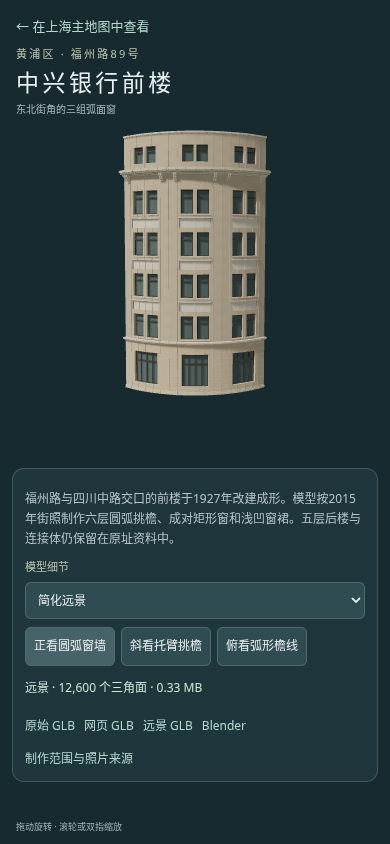 ← 在上海主地图中查看
黄浦区 · 福州路89号
中兴银行前楼
东北街角的三组弧面窗
福州路与四川中路交口的前楼于1927年改建成形。模型按2015
年街照制作六层圆弧挑檐、成对矩形窗和浅凹窗裙。五层后楼与
连接体仍保留在原址资料中。
模型细节
简化远景
正看圆弧窗墙 斜看托臂挑檐 俯看弧形檐线
远景 · 12,600 个三角面 · 0.33 MB
原始 GLB 网页 GLB 远景 GLB Blender
制作范围与照片来源
拖动旋转 · 滚轮或双指缩放